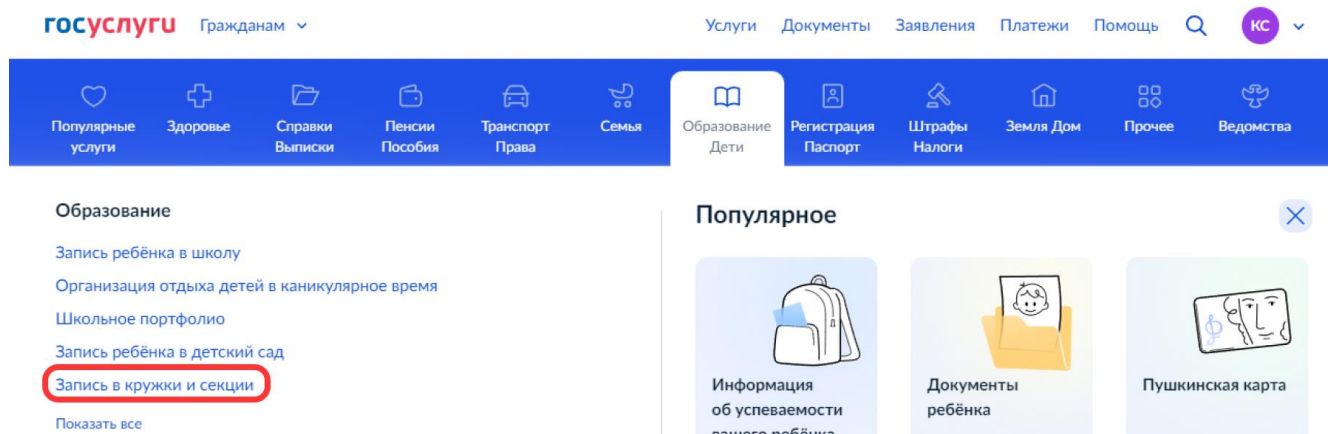 госуслуги Гражданам
Услуги Документы Заявления Платежи Помощь КС
Популярные услуги
Здоровье
Справки Выписки
Пенсии Пособия
Транспорт Права
Семья
Образование Дети
Регистрация Паспорт
Штрафы Налоги
Земля Дом
Прочее
Ведомства
Образование
Запись ребёнка в школу
Организация отдыха детей в каникулярное время
Школьное портфолио
Запись ребёнка в детский сад
Запись в кружки и секции
Показать все
Популярное
Информация
об успеваемости
вашего ребёнка
Документы
ребёнка
Пушкинская карта